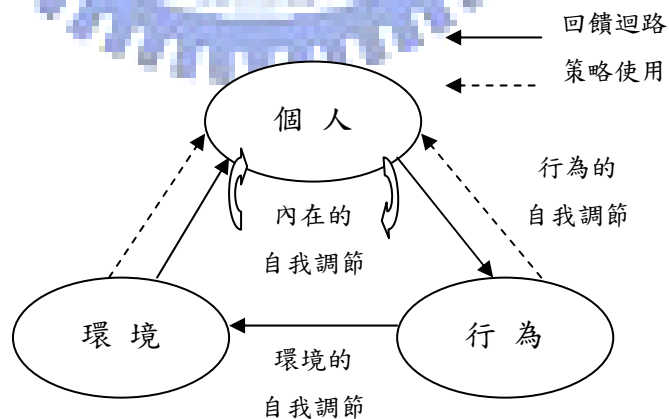 回饋迴路
策略使用
個人
行為的
自我調節
內在的
自我調節
環境
行為
環境的
自我調節